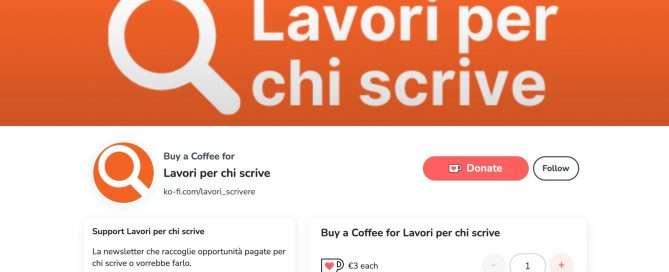 Lavori per
chi scrive
Buy a Coffee for
Lavori per chi scrive
ko-fi.com/lavori_scrivere
Donate
Follow
Support Lavori per chi scrive
La newsletter che raccoglie opportunità pagate per
chi scrive o vorrebbe farlo.
Buy a Coffee for Lavori per chi scrive
€3 each
- 1 +